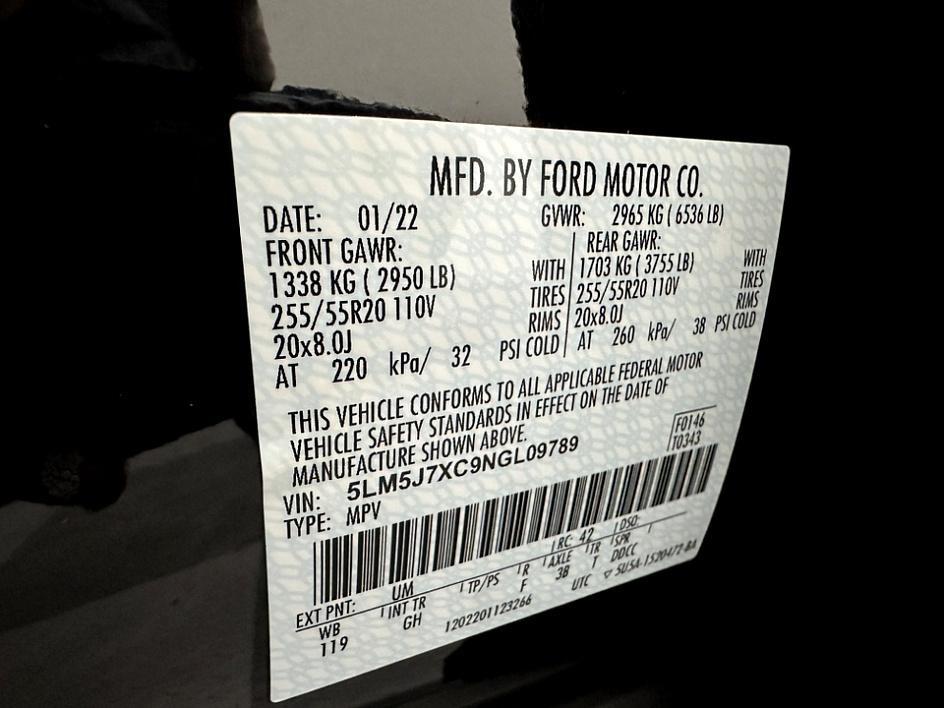 MFD. BY FORD MOTOR CO.
DATE: 01/22 GVWR: 2965 KG ( 6536 LB)
FRONT GAWR: REAR GAWR:
1338 KG ( 2950 LB) WITH 1703 KG ( 3755 LB) WITH
255/55R20 110V TIRES 255/55R20 110V TIRES
20x8.0J RIMS 20x8.0J RIMS
AT 220 kPa/ 32 PSI COLD AT 260 kPa/ 38 PSI COLD
THIS VEHICLE CONFORMS TO ALL APPLICABLE FEDERAL MOTOR
VEHICLE SAFETY STANDARDS IN EFFECT ON THE DATE OF
MANUFACTURE SHOWN ABOVE.
F0146
T0343
VIN: 5LM5J7XC9NGL09789
TYPE: MPV
EXT PNT: UM RC: 42 DSO:
WB INT TR TP/PS R AXLE TR SPR
119 GH F 3B T DDCC
1202201123266 UTC ▽ 5U5A-1520472-BA